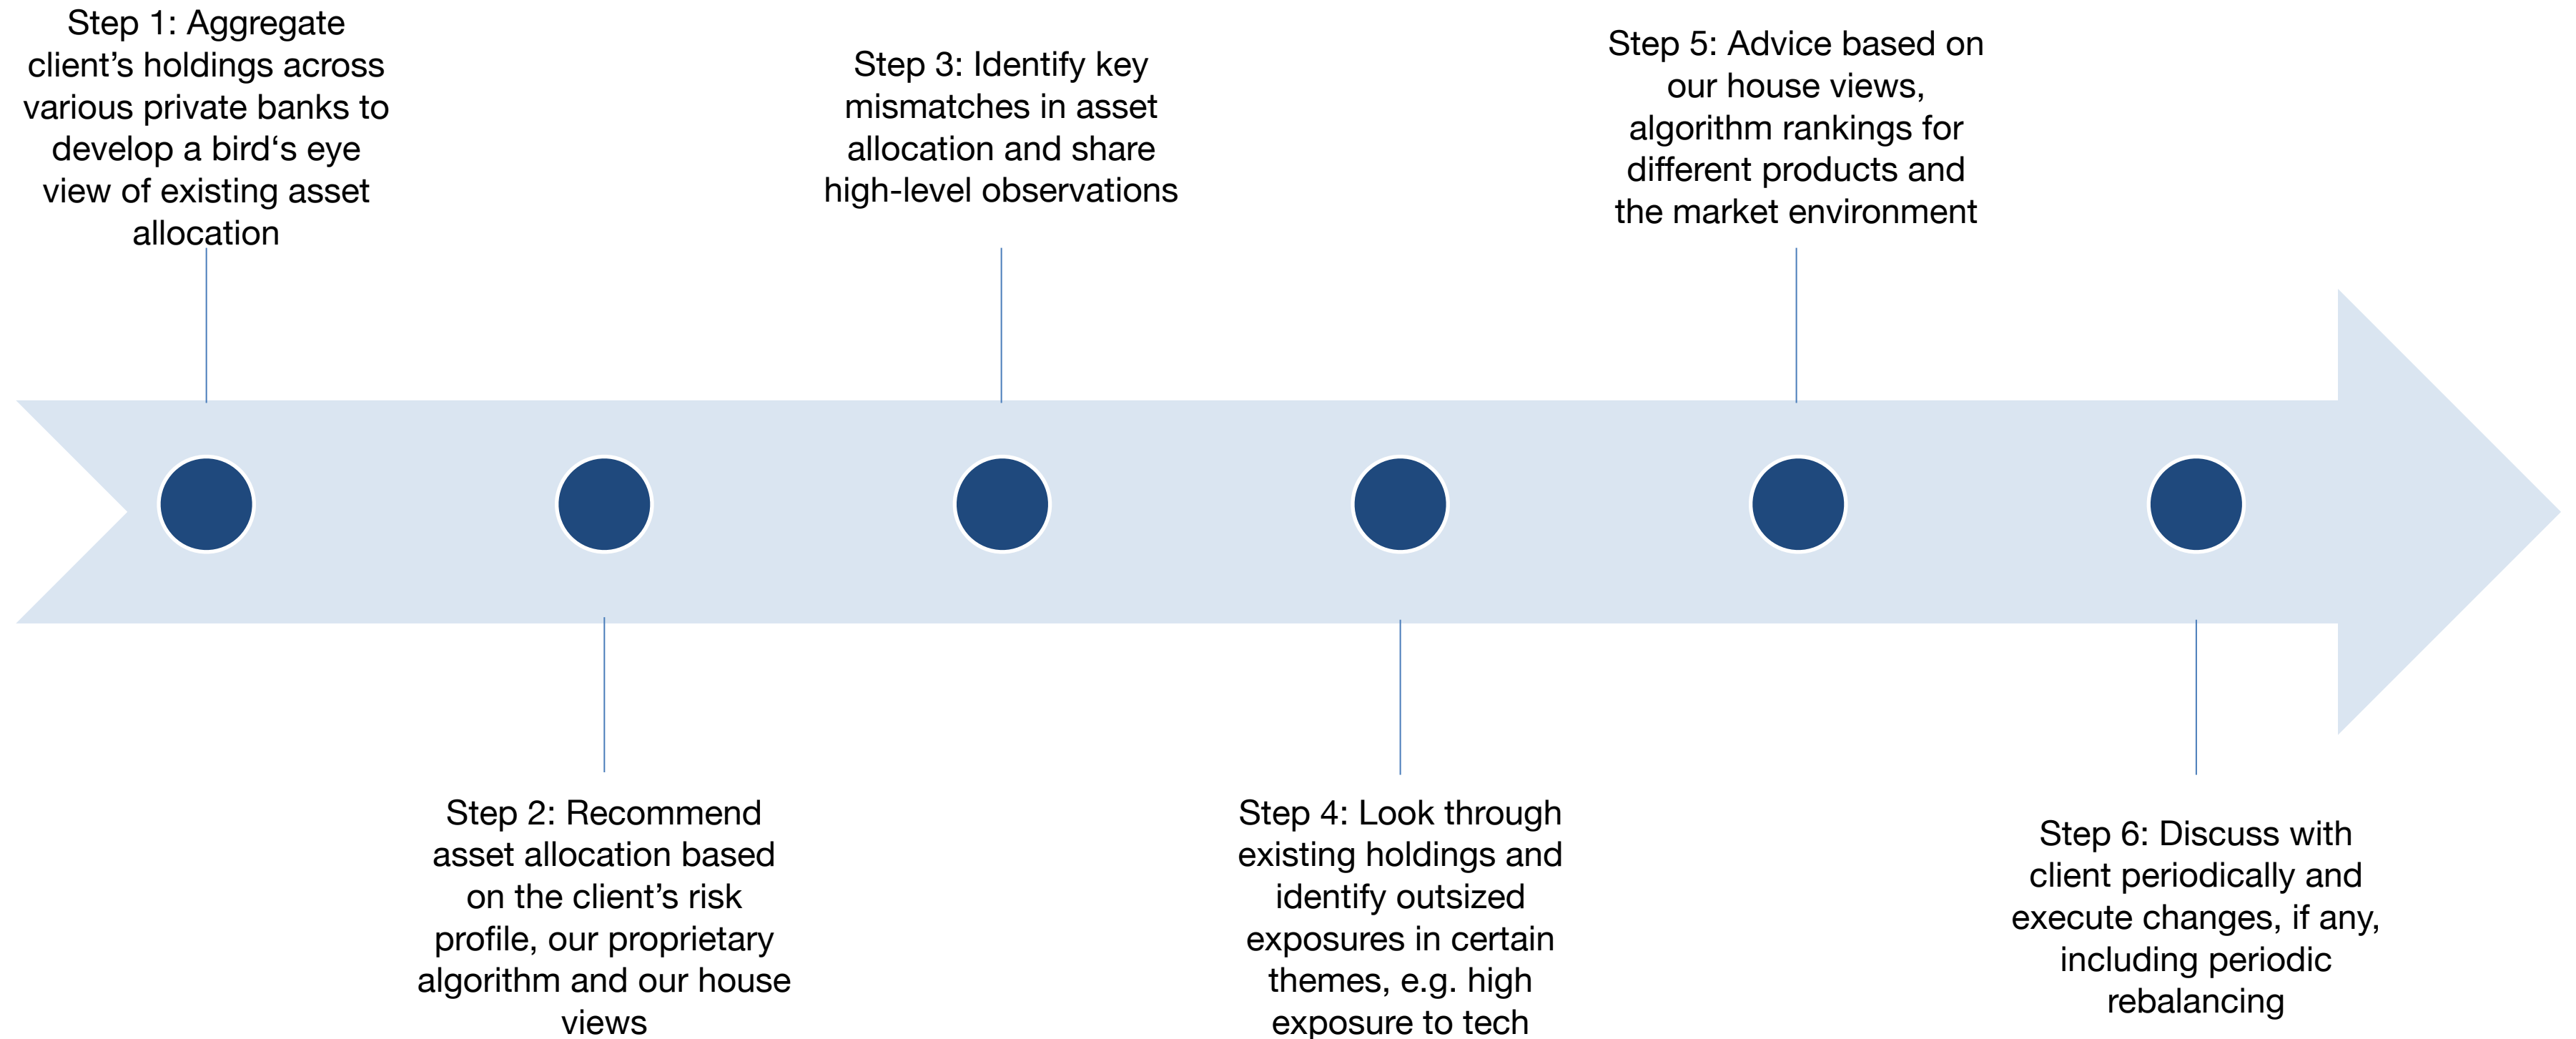 Step 1: Aggregate
client’s holdings across
various private banks to
develop a bird‘s eye
view of existing asset
allocation
Step 2: Recommend
asset allocation based
on the client’s risk
profile, our proprietary
algorithm and our house
views
Step 3: Identify key
mismatches in asset
allocation and share
high-level observations
Step 4: Look through
existing holdings and
identify outsized
exposures in certain
themes, e.g. high
exposure to tech
Step 5: Advice based on
our house views,
algorithm rankings for
different products and
the market environment
Step 6: Discuss with
client periodically and
execute changes, if any,
including periodic
rebalancing